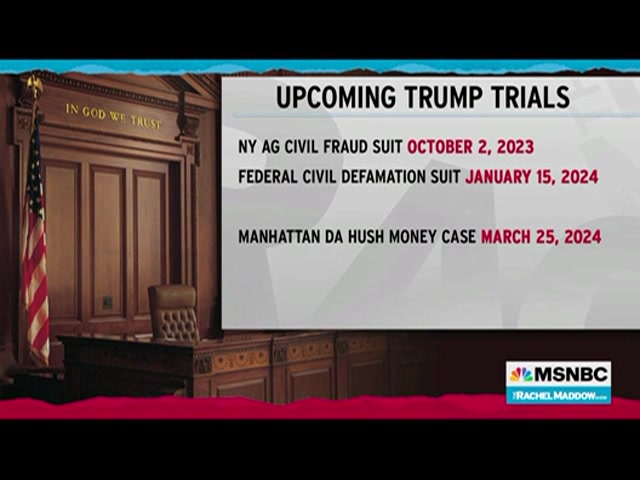 UPCOMING TRUMP TRIALS
IN GOD WE TRUST
NY AG CIVIL FRAUD SUIT OCTOBER 2, 2023
FEDERAL CIVIL DEFAMATION SUIT JANUARY 15, 2024
MANHATTAN DA HUSH MONEY CASE MARCH 25, 2024
MSNBC
THE RACHEL MADDOW SHOW